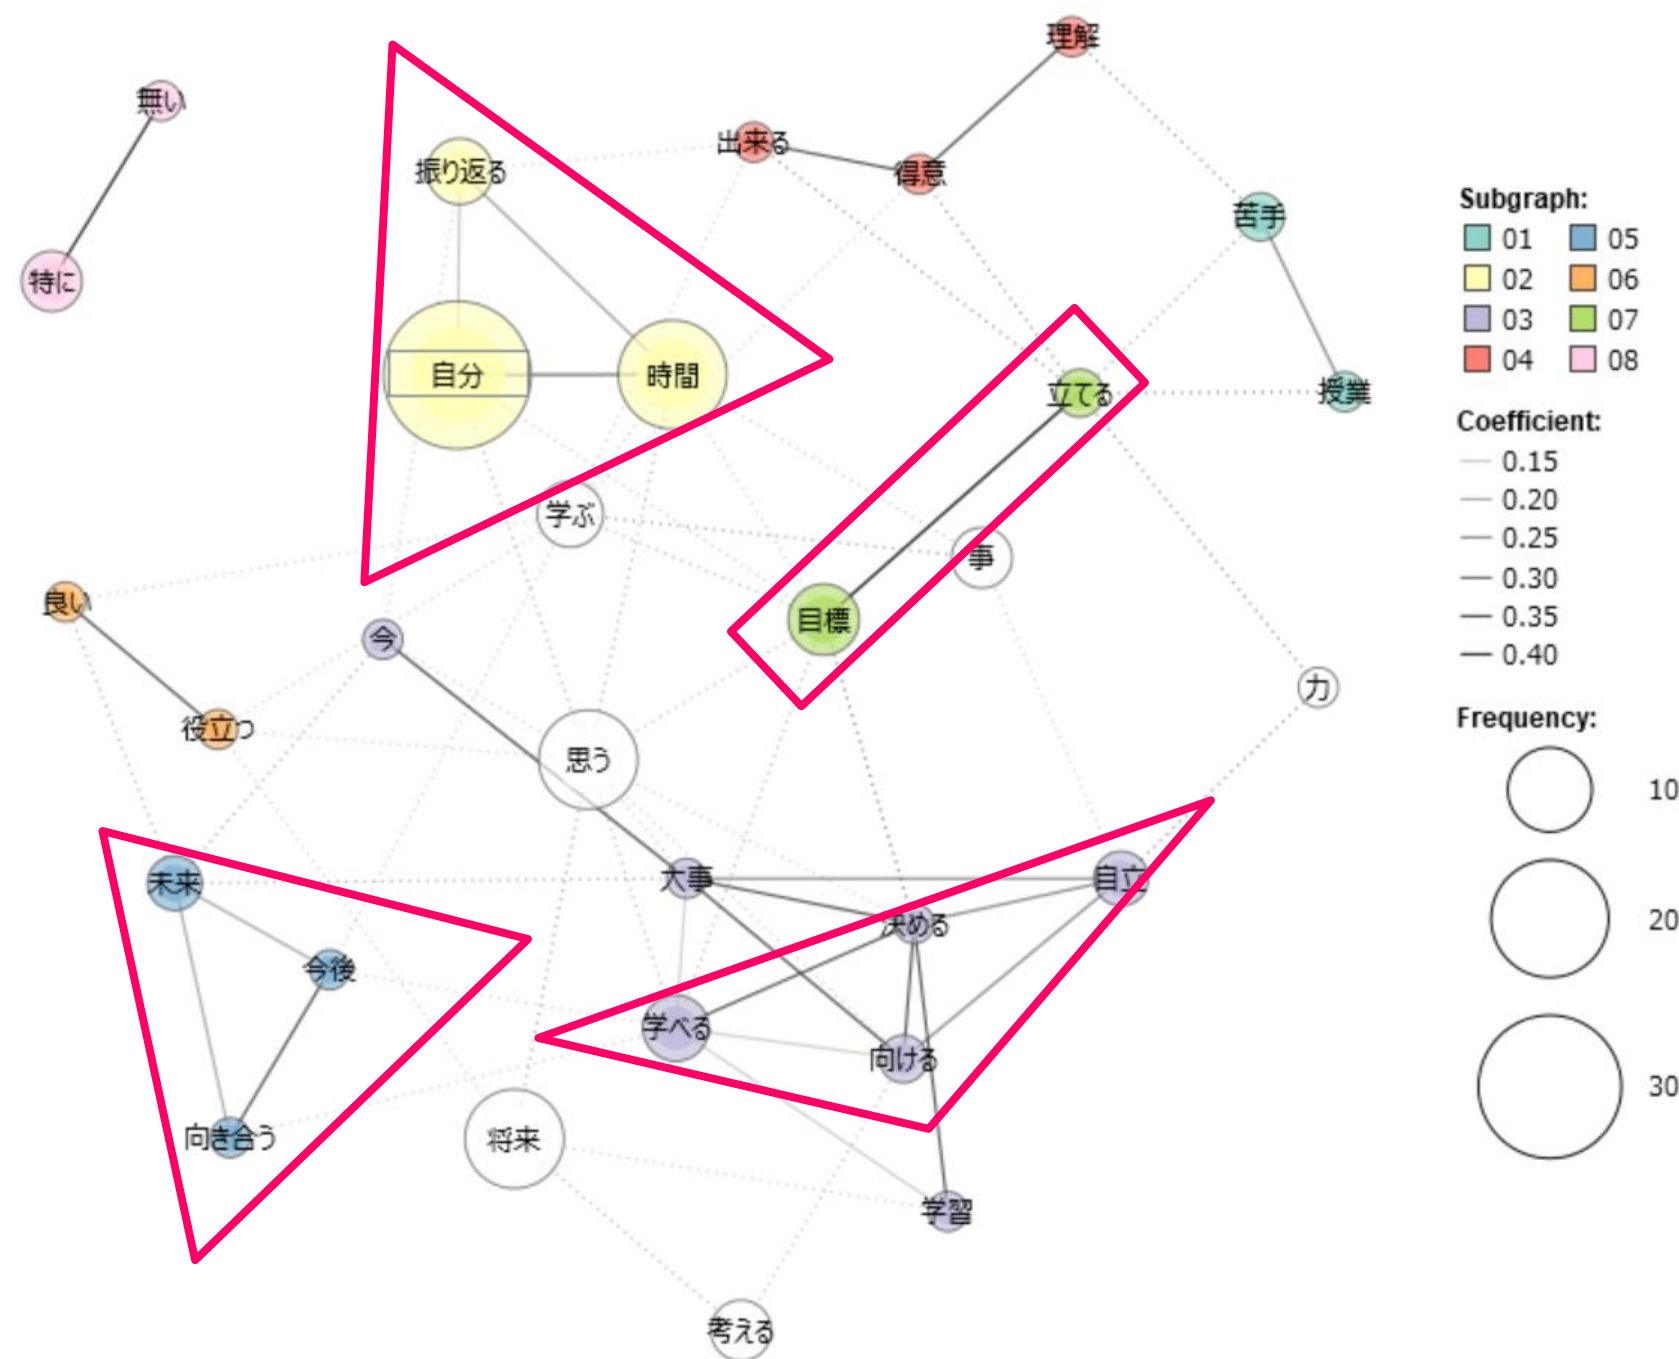 理解
無い
出来る
得意
振り返る
苦手
特に
自分
時間
立てる
授業
学ぶ
事
良い
目標
今
力
役立つ
思う
未来
大事
自立
決める
今後
学べる
向ける
向き合う
将来
学習
考える
Subgraph:
01 05
02 06
03 07
04 08
Coefficient:
0.15
0.20
0.25
0.30
0.35
0.40
Frequency:
10
20
30